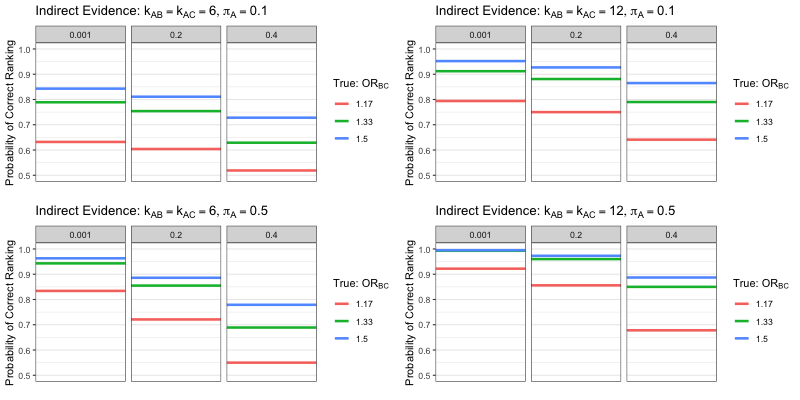 Indirect Evidence: kAB = kAC = 6, πA = 0.1
0.001 0.2 0.4
Probability of Correct Ranking
1.0
0.9
0.8
0.7
0.6
0.5
True: ORBC
1.17
1.33
1.5
Indirect Evidence: kAB = kAC = 12, πA = 0.1
0.001 0.2 0.4
Probability of Correct Ranking
1.0
0.9
0.8
0.7
0.6
0.5
True: ORBC
1.17
1.33
1.5
Indirect Evidence: kAB = kAC = 6, πA = 0.5
0.001 0.2 0.4
Probability of Correct Ranking
1.0
0.9
0.8
0.7
0.6
0.5
True: ORBC
1.17
1.33
1.5
Indirect Evidence: kAB = kAC = 12, πA = 0.5
0.001 0.2 0.4
Probability of Correct Ranking
1.0
0.9
0.8
0.7
0.6
0.5
True: ORBC
1.17
1.33
1.5